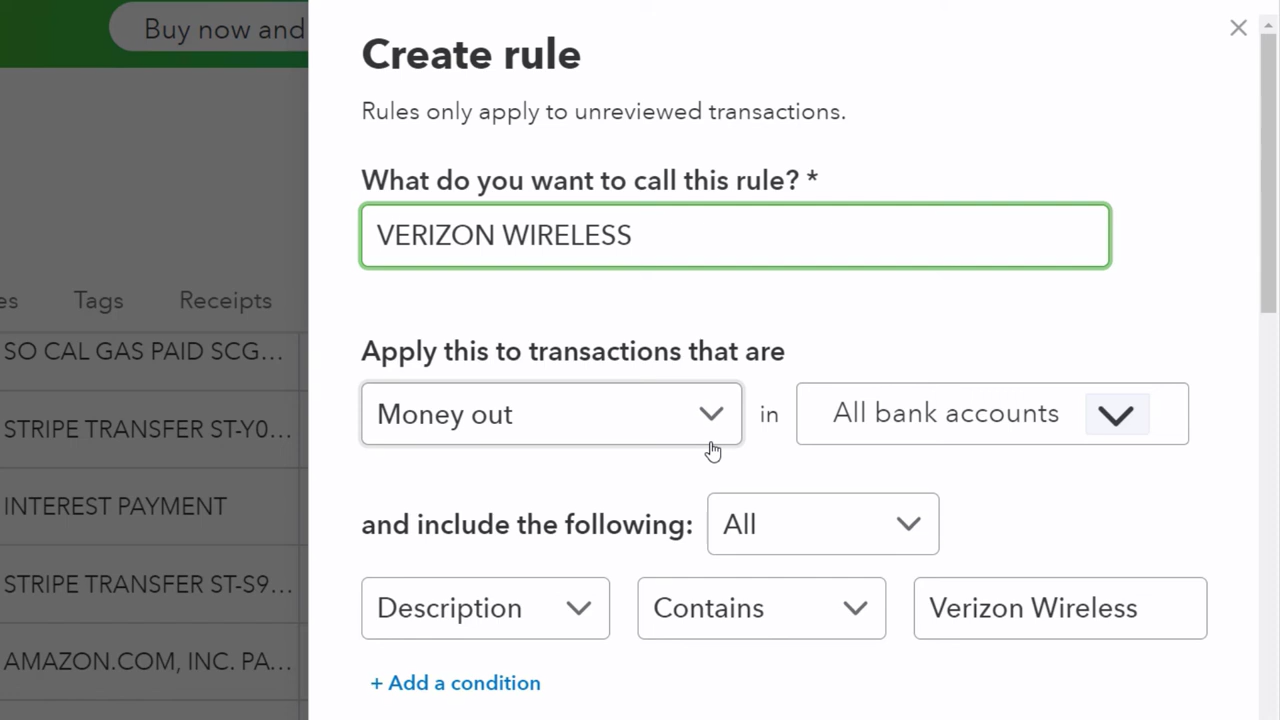 Buy now and
Create rule
Rules only apply to unreviewed transactions.
What do you want to call this rule? *
VERIZON WIRELESS
es
Tags
Receipts
SO CAL GAS PAID SCG...
Apply this to transactions that are
Money out
in
All bank accounts
STRIPE TRANSFER ST-Y0...
INTEREST PAYMENT
and include the following:
All
STRIPE TRANSFER ST-S9...
Description
Contains
Verizon Wireless
AMAZON.COM, INC. PA...
+ Add a condition